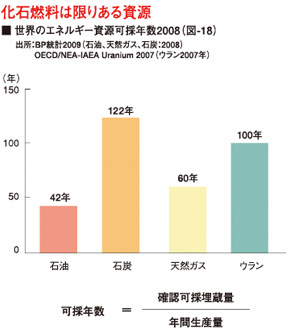 化石燃料は限りある資源
■ 世界のエネルギー資源可採年数2008(図-18)
出所:BP統計2009(石油、天然ガス、石炭:2008)
OECD/NEA-IAEA Uranium 2007(ウラン2007年)
(年)
150
122年
100年
100
60年
50
42年
0
石油
石炭
天然ガス
ウラン
可採年数 = 確認可採埋蔵量
年間生産量